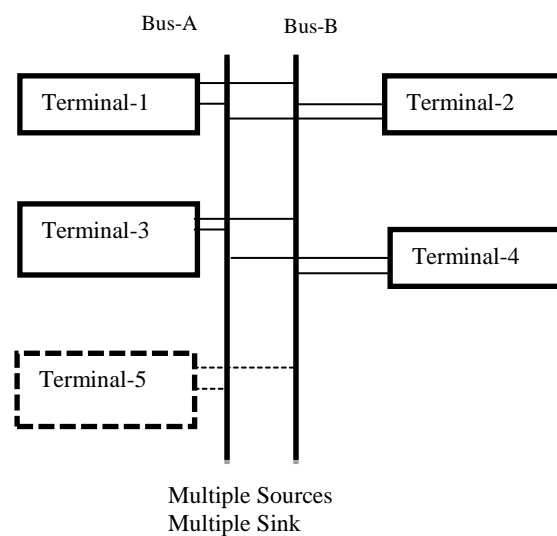 Bus-A
Bus-B
Terminal-1
Terminal-2
Terminal-3
Terminal-4
Terminal-5
Multiple Sources
Multiple Sink